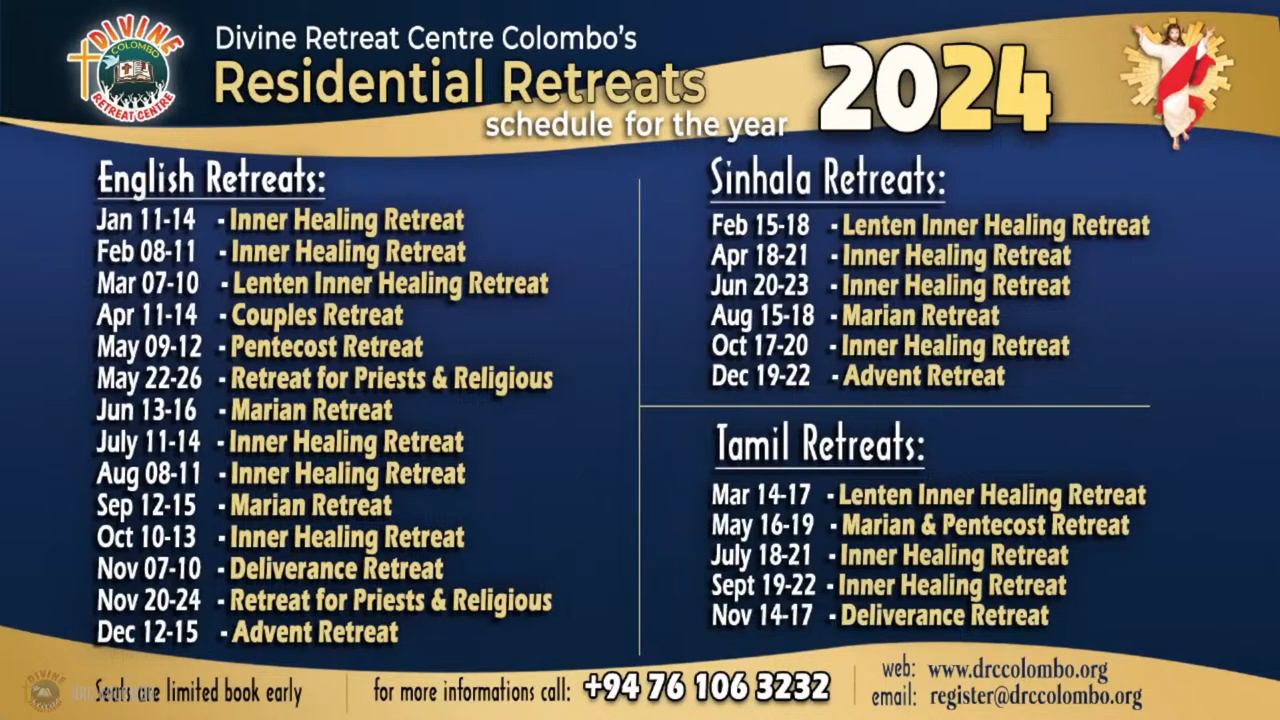 DIVINE
COLOMBO
RETREAT CENTRE
Divine Retreat Centre Colombo's
Residential Retreats
schedule for the year
2024
English Retreats:
Jan 11-14 - Inner Healing Retreat
Feb 08-11 - Inner Healing Retreat
Mar 07-10 - Lenten Inner Healing Retreat
Apr 11-14 - Couples Retreat
May 09-12 - Pentecost Retreat
May 22-26 - Retreat for Priests & Religious
Jun 13-16 - Marian Retreat
July 11-14 - Inner Healing Retreat
Aug 08-11 - Inner Healing Retreat
Sep 12-15 - Marian Retreat
Oct 10-13 - Inner Healing Retreat
Nov 07-10 - Deliverance Retreat
Nov 20-24 - Retreat for Priests & Religious
Dec 12-15 - Advent Retreat
Sinhala Retreats:
Feb 15-18 - Lenten Inner Healing Retreat
Apr 18-21 - Inner Healing Retreat
Jun 20-23 - Inner Healing Retreat
Aug 15-18 - Marian Retreat
Oct 17-20 - Inner Healing Retreat
Dec 19-22 - Advent Retreat
Tamil Retreats:
Mar 14-17 - Lenten Inner Healing Retreat
May 16-19 - Marian & Pentecost Retreat
July 18-21 - Inner Healing Retreat
Sept 19-22 - Inner Healing Retreat
Nov 14-17 - Deliverance Retreat
DIVINE
Seats are limited book early
for more informations call: +94 76 106 3232
web: www.drccolombo.org
email: register@drccolombo.org